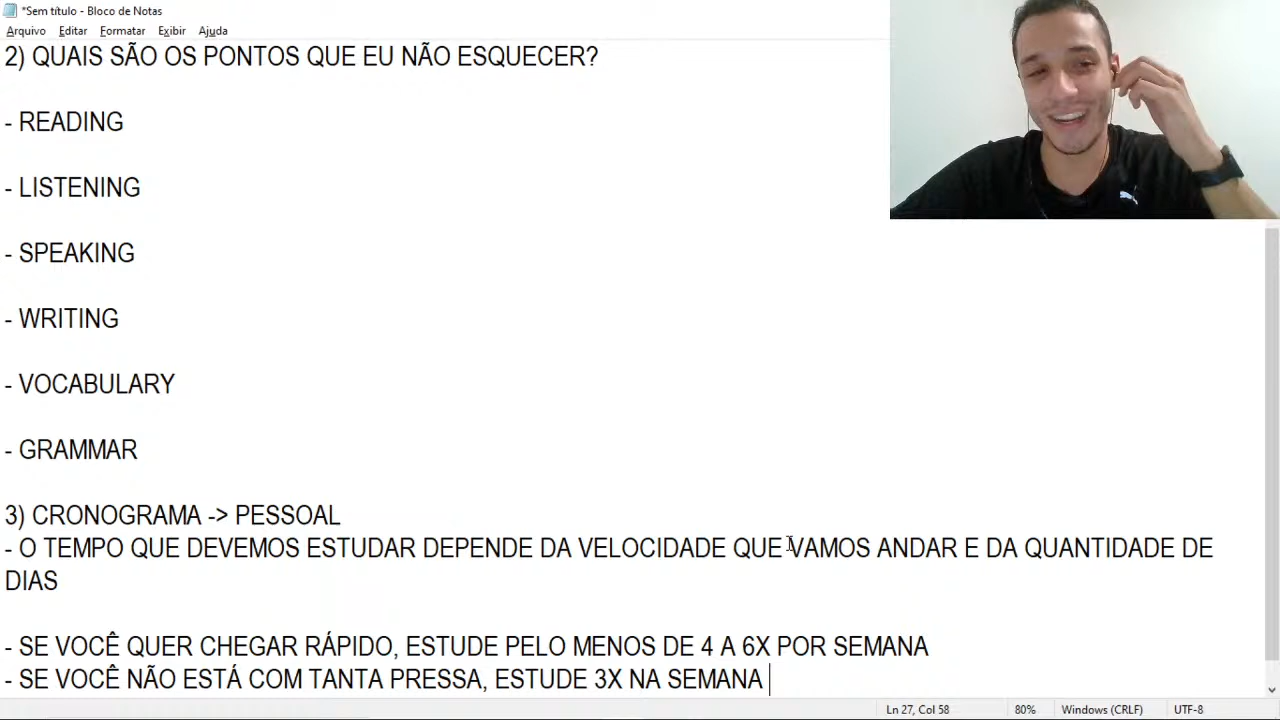 *Sem título - Bloco de Notas
Arquivo Editar Formatar Exibir Ajuda
2) QUAIS SÃO OS PONTOS QUE EU NÃO ESQUECER?
- READING
- LISTENING
- SPEAKING
- WRITING
- VOCABULARY
- GRAMMAR
3) CRONOGRAMA -> PESSOAL
- O TEMPO QUE DEVEMOS ESTUDAR DEPENDE DA VELOCIDADE QUE VAMOS ANDAR E DA QUANTIDADE DE
DIAS
- SE VOCÊ QUER CHEGAR RÁPIDO, ESTUDE PELO MENOS DE 4 A 6X POR SEMANA
- SE VOCÊ NÃO ESTÁ COM TANTA PRESSA, ESTUDE 3X NA SEMANA
Ln 27, Col 58 80% Windows (CRLF) UTF-8